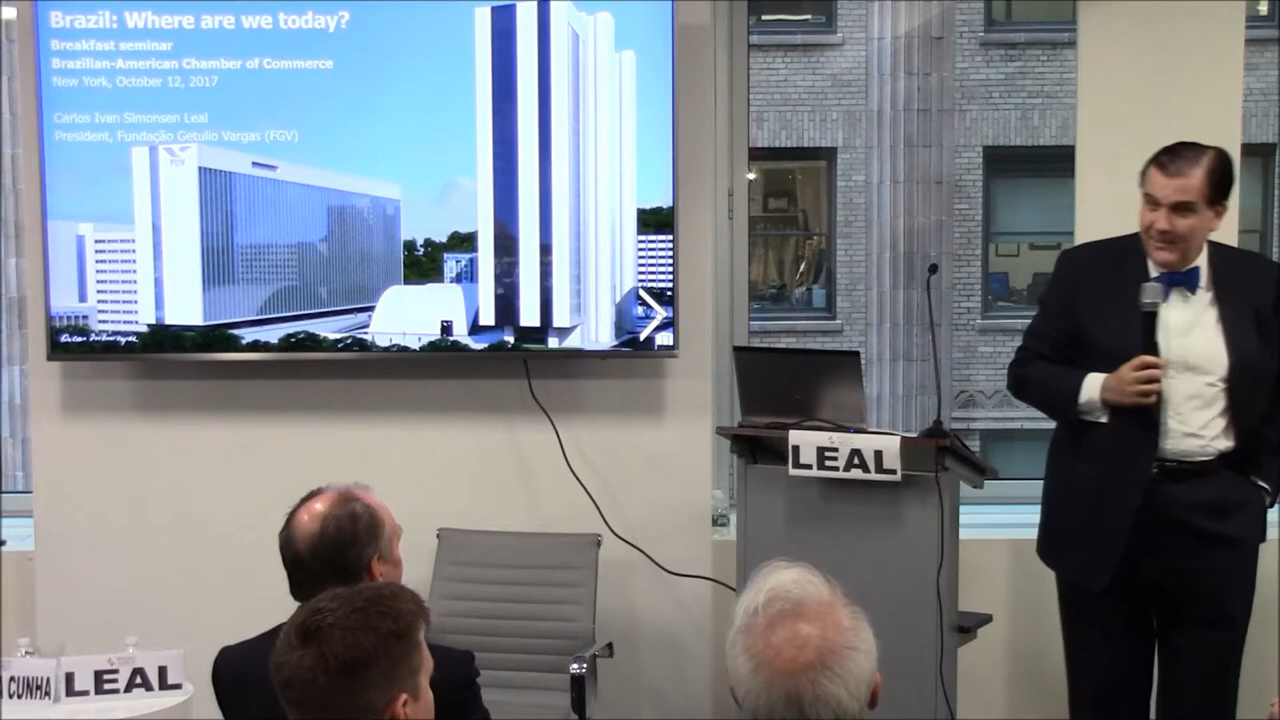 Brazil: Where are we today?
Breakfast seminar
Brazilian-American Chamber of Commerce
New York, October 12, 2017
Carlos Ivan Simonsen Leal
President, Fundação Getulio Vargas (FGV)
FGV
LEAL
CUNHA
LEAL